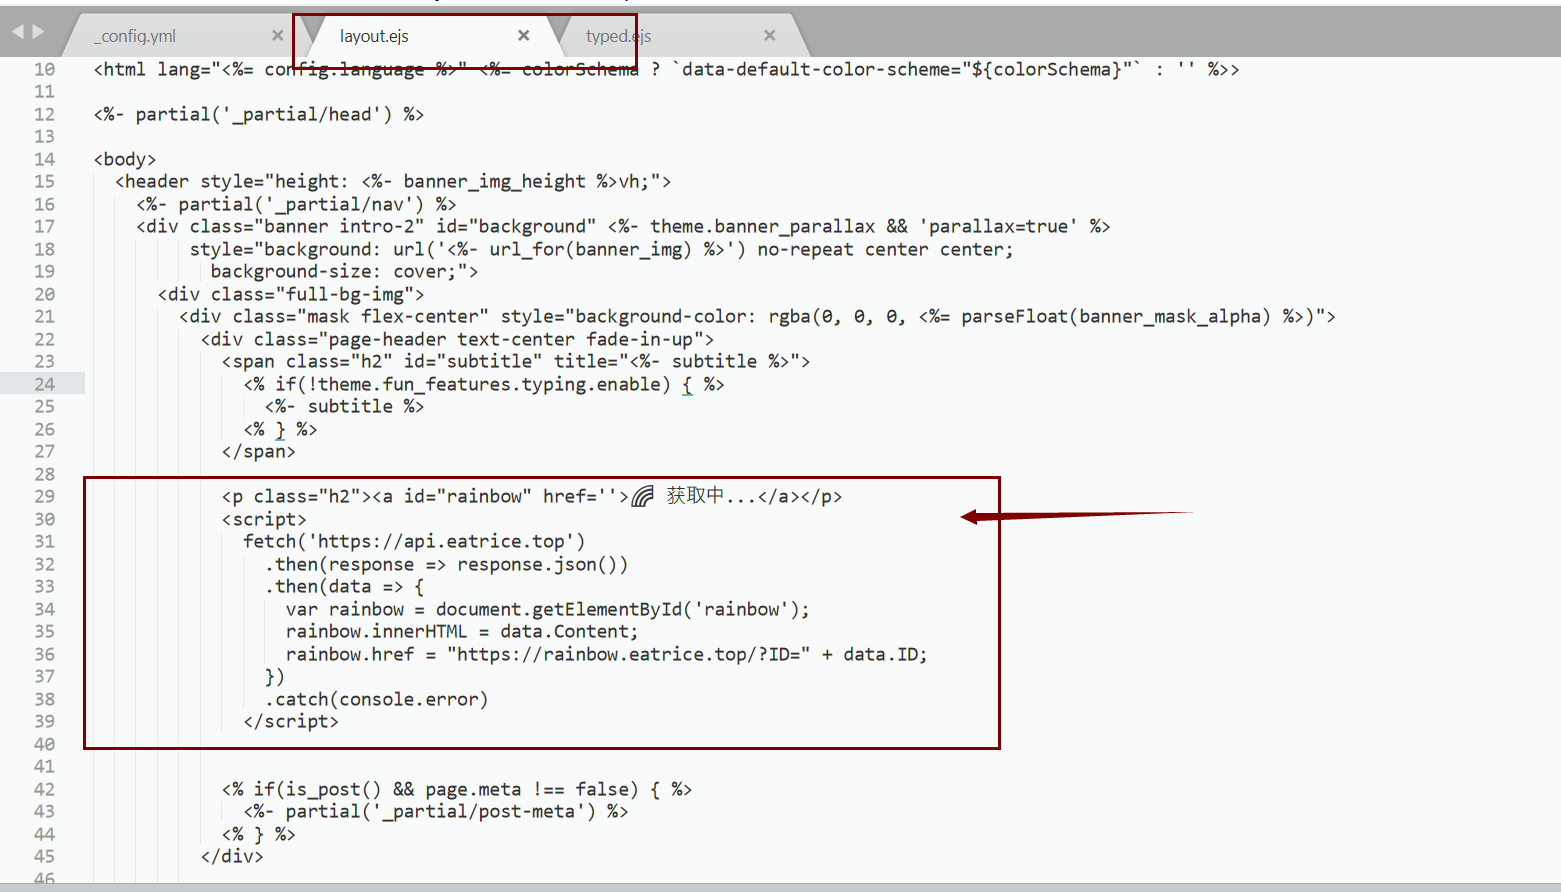 _config.yml × layout.ejs × typed.ejs ×
10 <html lang="<%= config.language %>" <%= colorSchema ? `data-default-color-scheme="${colorSchema}"` : '' %>>
11
12 <%- partial('_partial/head') %>
13
14 <body>
15 <header style="height: <%- banner_img_height %>vh;">
16 <%- partial('_partial/nav') %>
17 <div class="banner intro-2" id="background" <%- theme.banner_parallax && 'parallax=true' %>
18 style="background: url('<%- url_for(banner_img) %>') no-repeat center center;
19 background-size: cover;">
20 <div class="full-bg-img">
21 <div class="mask flex-center" style="background-color: rgba(0, 0, 0, <%= parseFloat(banner_mask_alpha) %>)">
22 <div class="page-header text-center fade-in-up">
23 <span class="h2" id="subtitle" title="<%- subtitle %>">
24 <% if(!theme.fun_features.typing.enable) { %>
25 <%- subtitle %>
26 <% } %>
27 </span>
28
29 <p class="h2"><a id="rainbow" href=''>🌈 获取中...</a></p>
30 <script>
31 fetch('https://api.eatrice.top')
32 .then(response => response.json())
33 .then(data => {
34 var rainbow = document.getElementById('rainbow');
35 rainbow.innerHTML = data.Content;
36 rainbow.href = "https://rainbow.eatrice.top/?ID=" + data.ID;
37 })
38 .catch(console.error)
39 </script>
40
41
42 <% if(is_post() && page.meta !== false) { %>
43 <%- partial('_partial/post-meta') %>
44 <% } %>
45 </div>
46